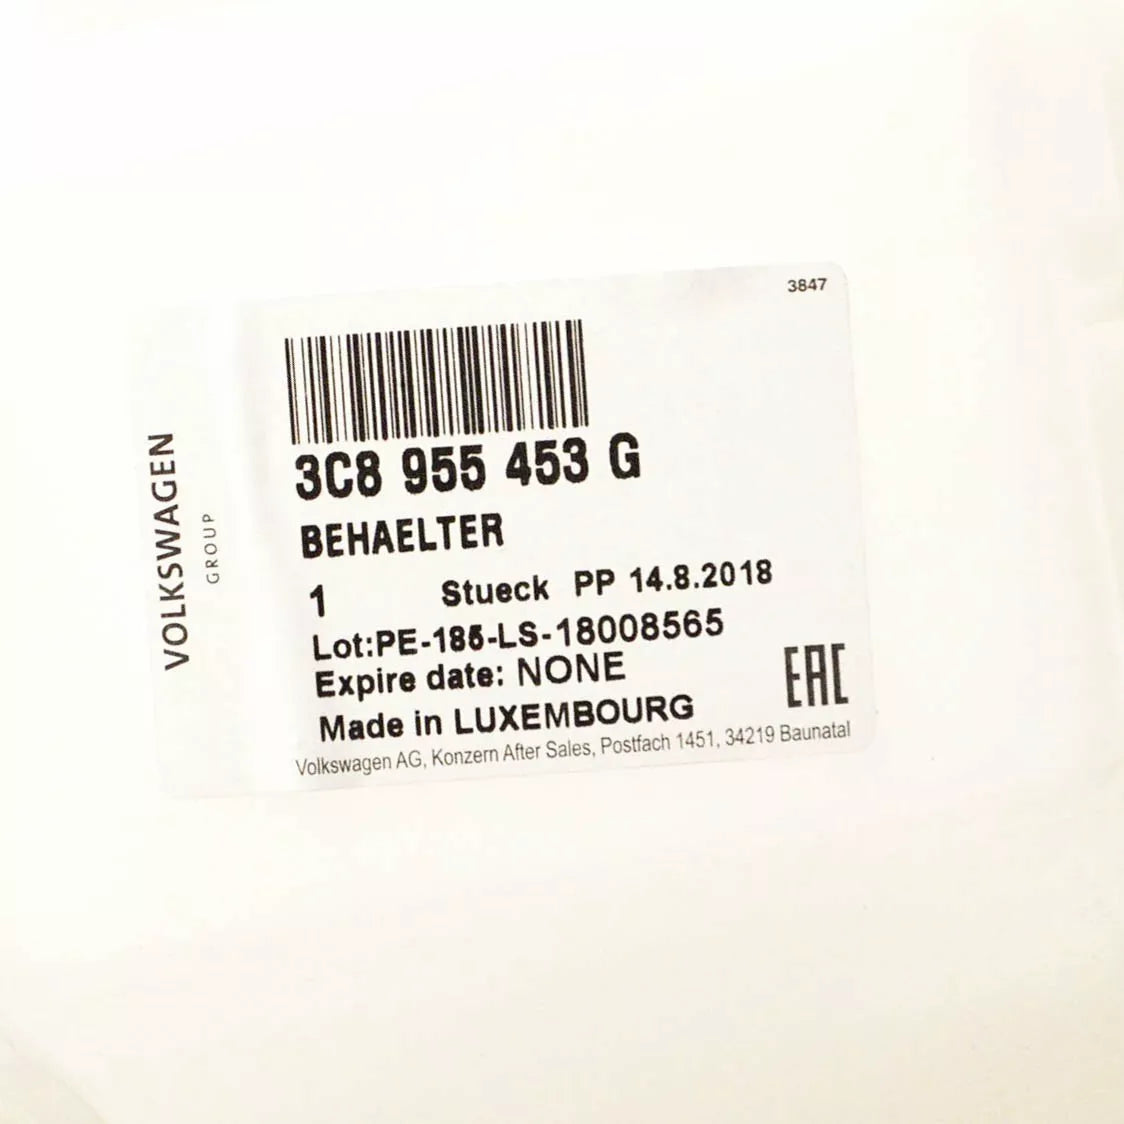 3847
VOLKSWAGEN
GROUP
3C8 955 453 G
BEHAELTER
1 Stueck PP 14.8.2018
Lot:PE-185-LS-18008565
Expire date: NONE
Made in LUXEMBOURG
EAC
Volkswagen AG, Konzern After Sales, Postfach 1451, 34219 Baunatal